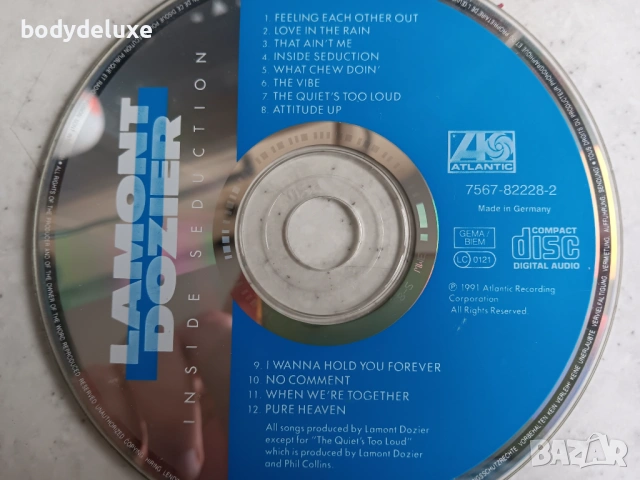 bodydeluxe
1 FEELING EACH OTHER OUT
2 LOVE IN THE RAIN
3 THAT AIN'T ME
4 INSIDE SEDUCTION
5 WHAT CHEW DOIN'
6 THE VIBE
7 THE QUIET'S TOO LOUD
8 ATTITUDE UP
LAMONT
DOZIER
INSIDE SEDUCTION
ATLANTIC
7567-82228-2
Made in Germany
GEMA/
BIEM
LC 0121
COMPACT
disc
DIGITAL AUDIO
℗ 1991 Atlantic Recording
Corporation
All Rights Reserved
9. I WANNA HOLD YOU FOREVER
10 NO COMMENT
11. WHEN WE'RE TOGETHER
12. PURE HEAVEN
All songs produced by Lamont Dozier
except for "The Quiet's Too Loud"
which is produced by Lamont Dozier
and Phil Collins.
BAZAR
bg